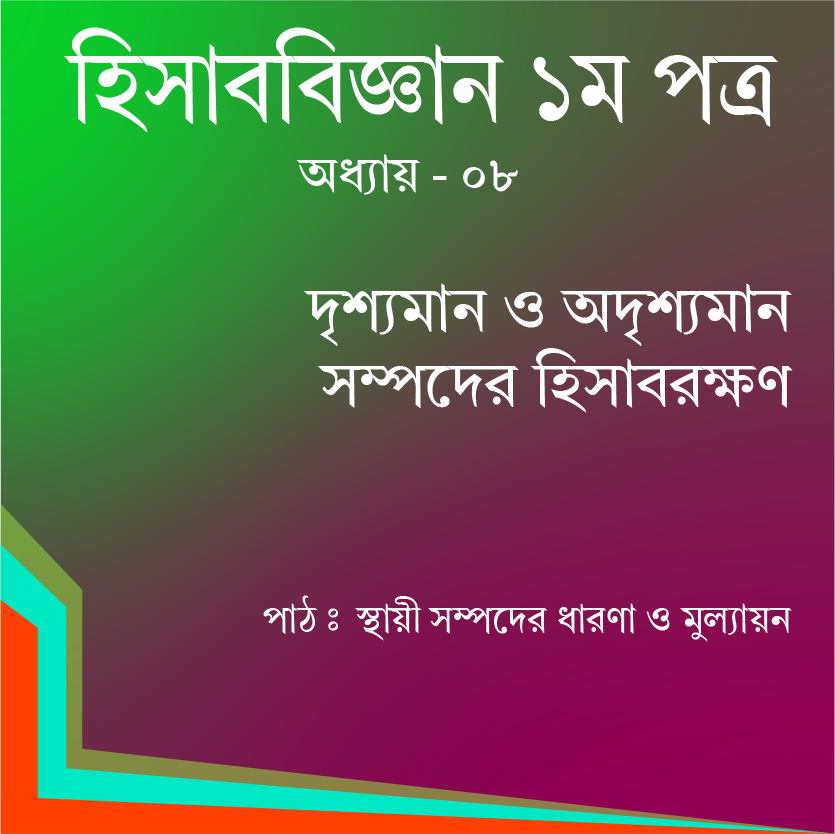 হিসাববিজ্ঞান ১ম পত্র
অধ্যায় - ০৮
দৃশ্যমান ও অদৃশ্যমান
সম্পদের হিসাবরক্ষণ
পাঠ ঃ স্থায়ী সম্পদের ধারণা ও মুল্যায়ন